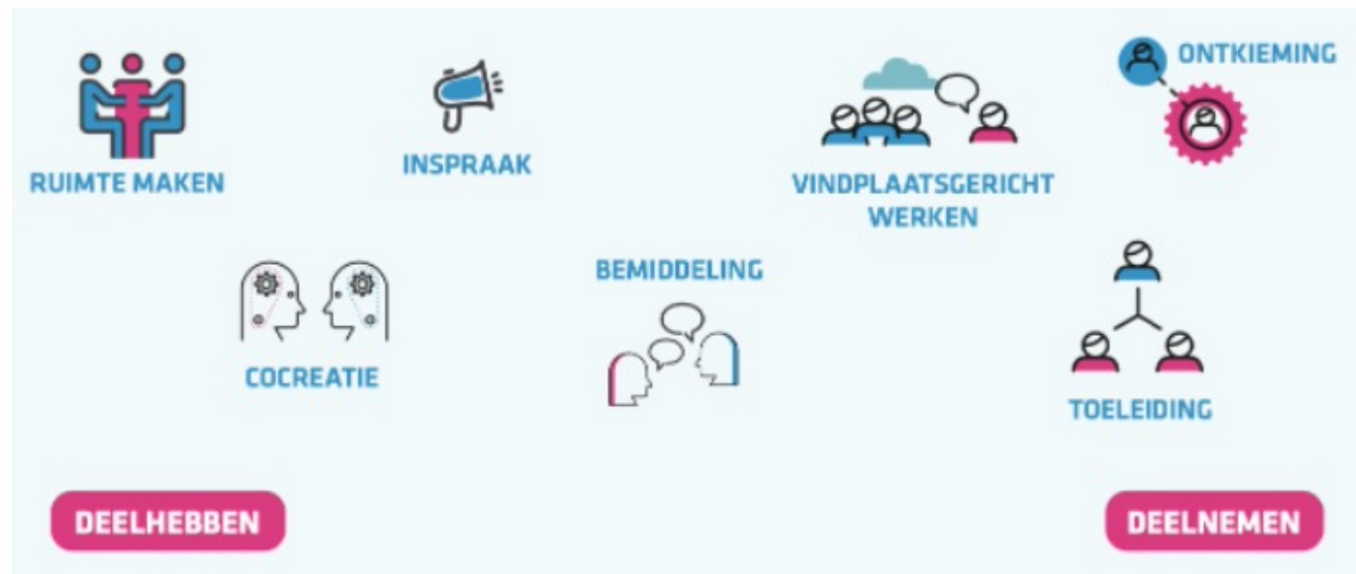 ONTKIEMING
INSPRAAK
RUIMTE MAKEN
VINDPLAATSGERICHT
WERKEN
BEMIDDELING
COCREATIE
TOELEIDING
DEELHEBBEN
DEELNEMEN